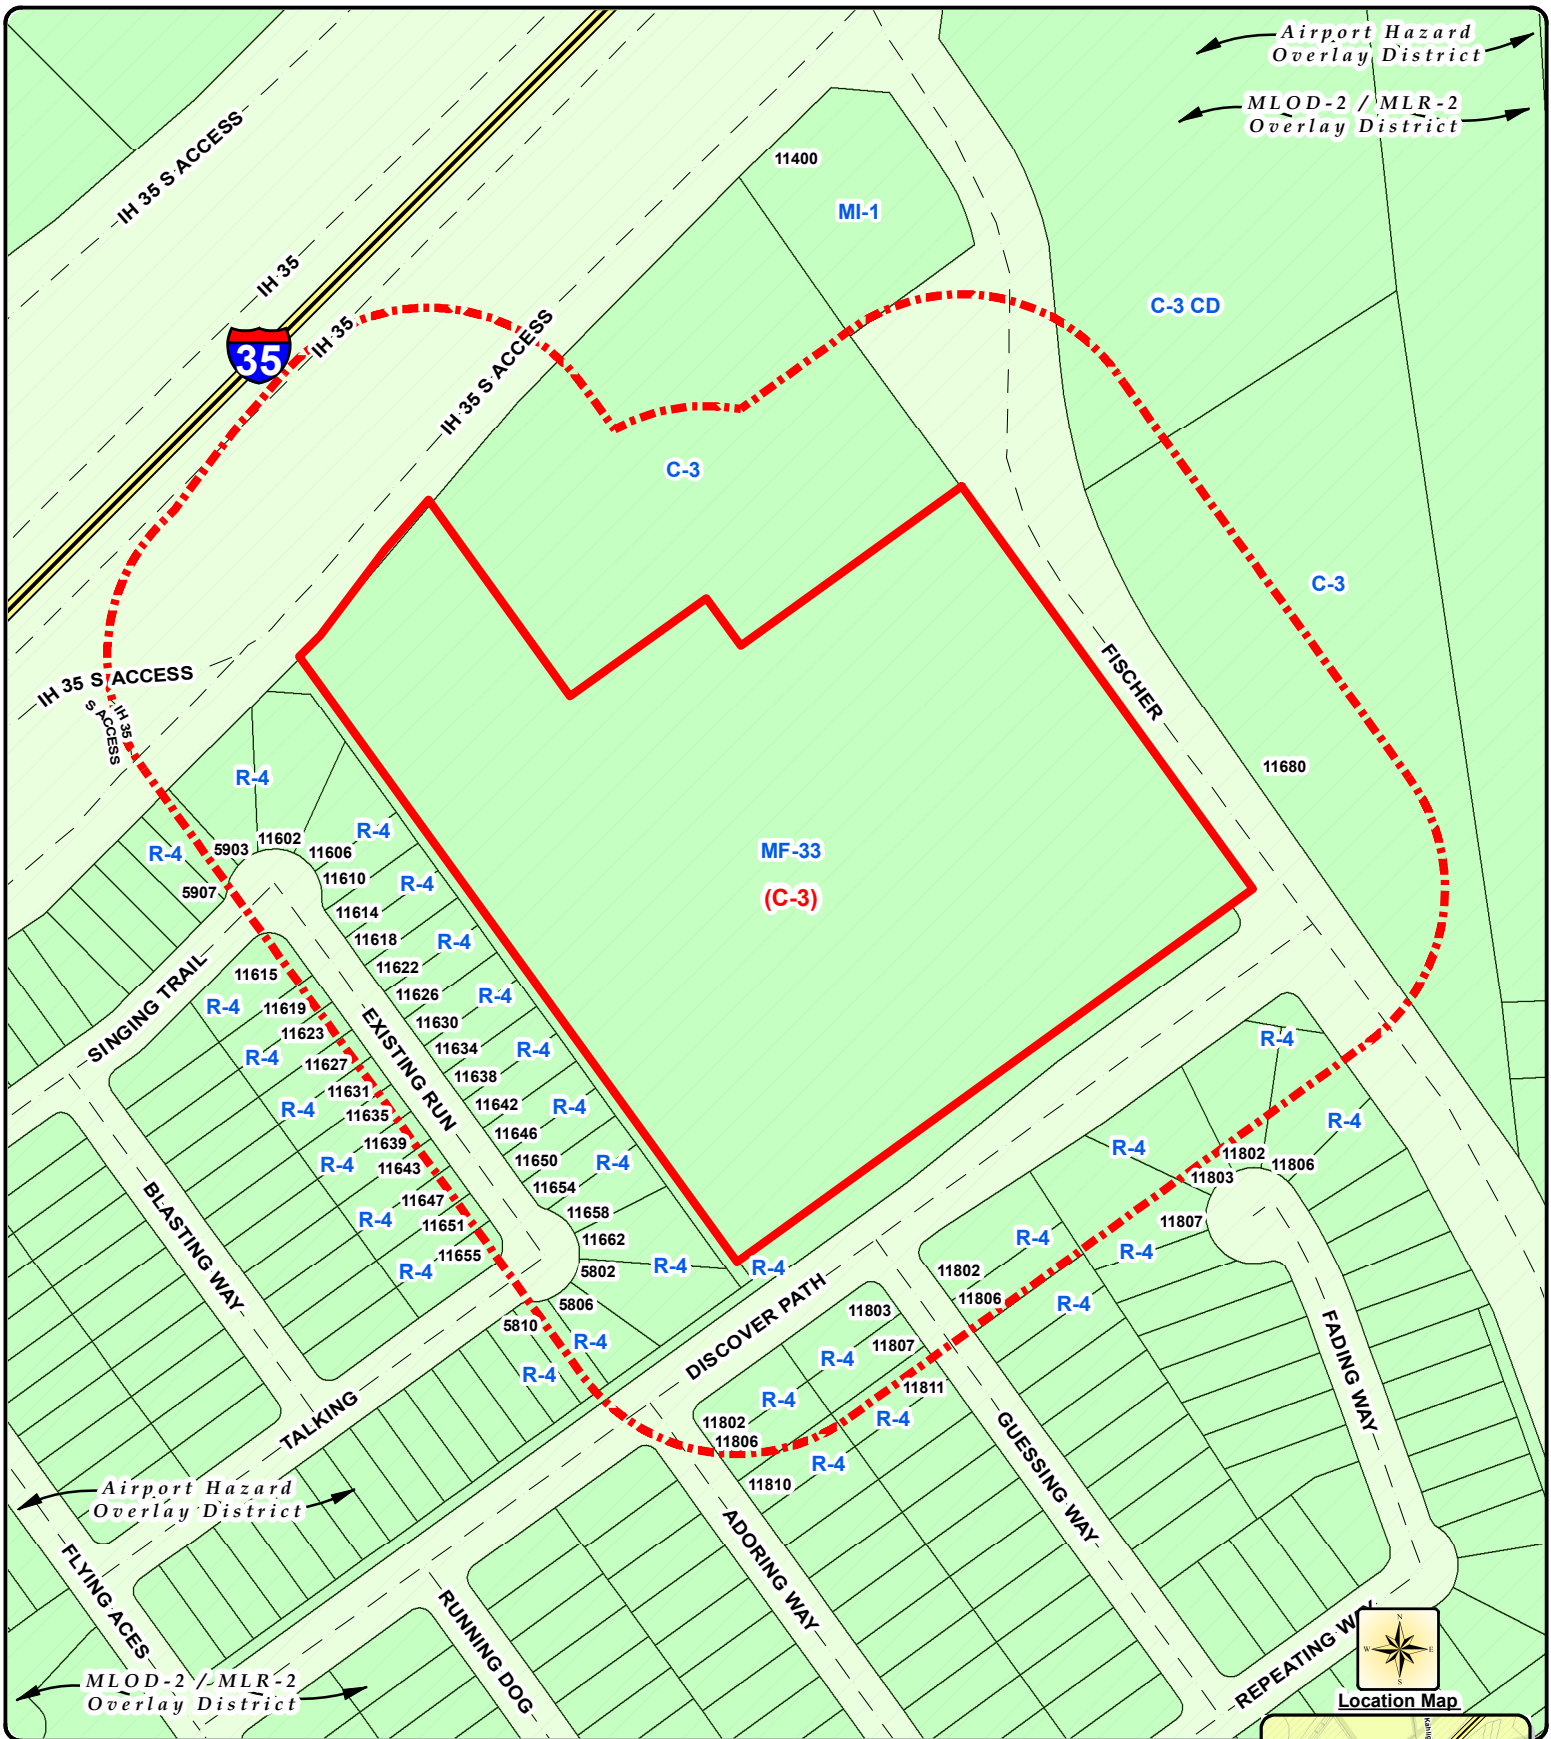 Airport Hazard
Overlay District
MLOD-2 / MLR-2
Overlay District
IH 35 S ACCESS
11400
MI-1
IH 35
IH 35
35
IH 35 S ACCESS
C-3 CD
C-3
C-3
FISCHER
IH 35 S ACCESS
IH 35
S ACCESS
11680
R-4
MF-33
(C-3)
R-4
5903
11602
11606
R-4
5907
11610
R-4
11614
11618
R-4
11615
11622
R-4
11626
R-4
SINGING TRAIL
11619
11623
11630
R-4
11627
11634
R-4
EXISTING RUN
11631
11638
R-4
11635
11642
R-4
11639
11646
R-4
11643
11650
R-4
11647
11654
R-4
11651
11658
11655
11662
R-4
5802
R-4
R-4
BLASTING WAY
5806
5810
R-4
R-4
DISCOVER PATH
R-4
R-4
R-4
11802
11803
11806
11807
R-4
R-4
R-4
11802
11806
11803
11807
11811
R-4
R-4
R-4
11802
11806
11810
R-4
TALKING
FADING WAY
GUESSING WAY
ADORING WAY
Airport Hazard
Overlay District
FLYING ACES
RUNNING DOG
REPEATING WAY
MLOD-2 / MLR-2
Overlay District
N
W
E
S
Location Map